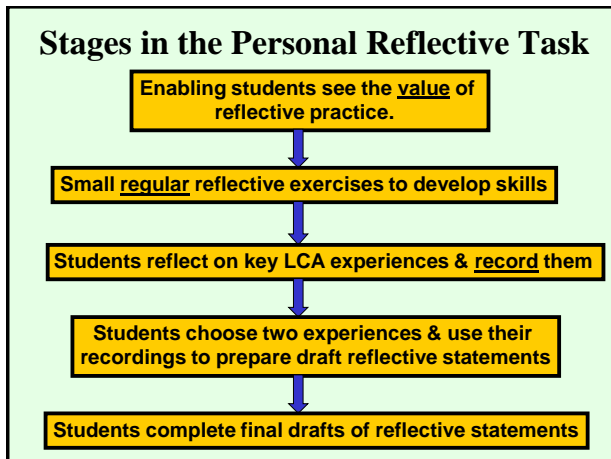 Stages in the Personal Reflective Task
Enabling students see the value of
reflective practice.
Small regular reflective exercises to develop skills
Students reflect on key LCA experiences & record them
Students choose two experiences & use their
recordings to prepare draft reflective statements
Students complete final drafts of reflective statements